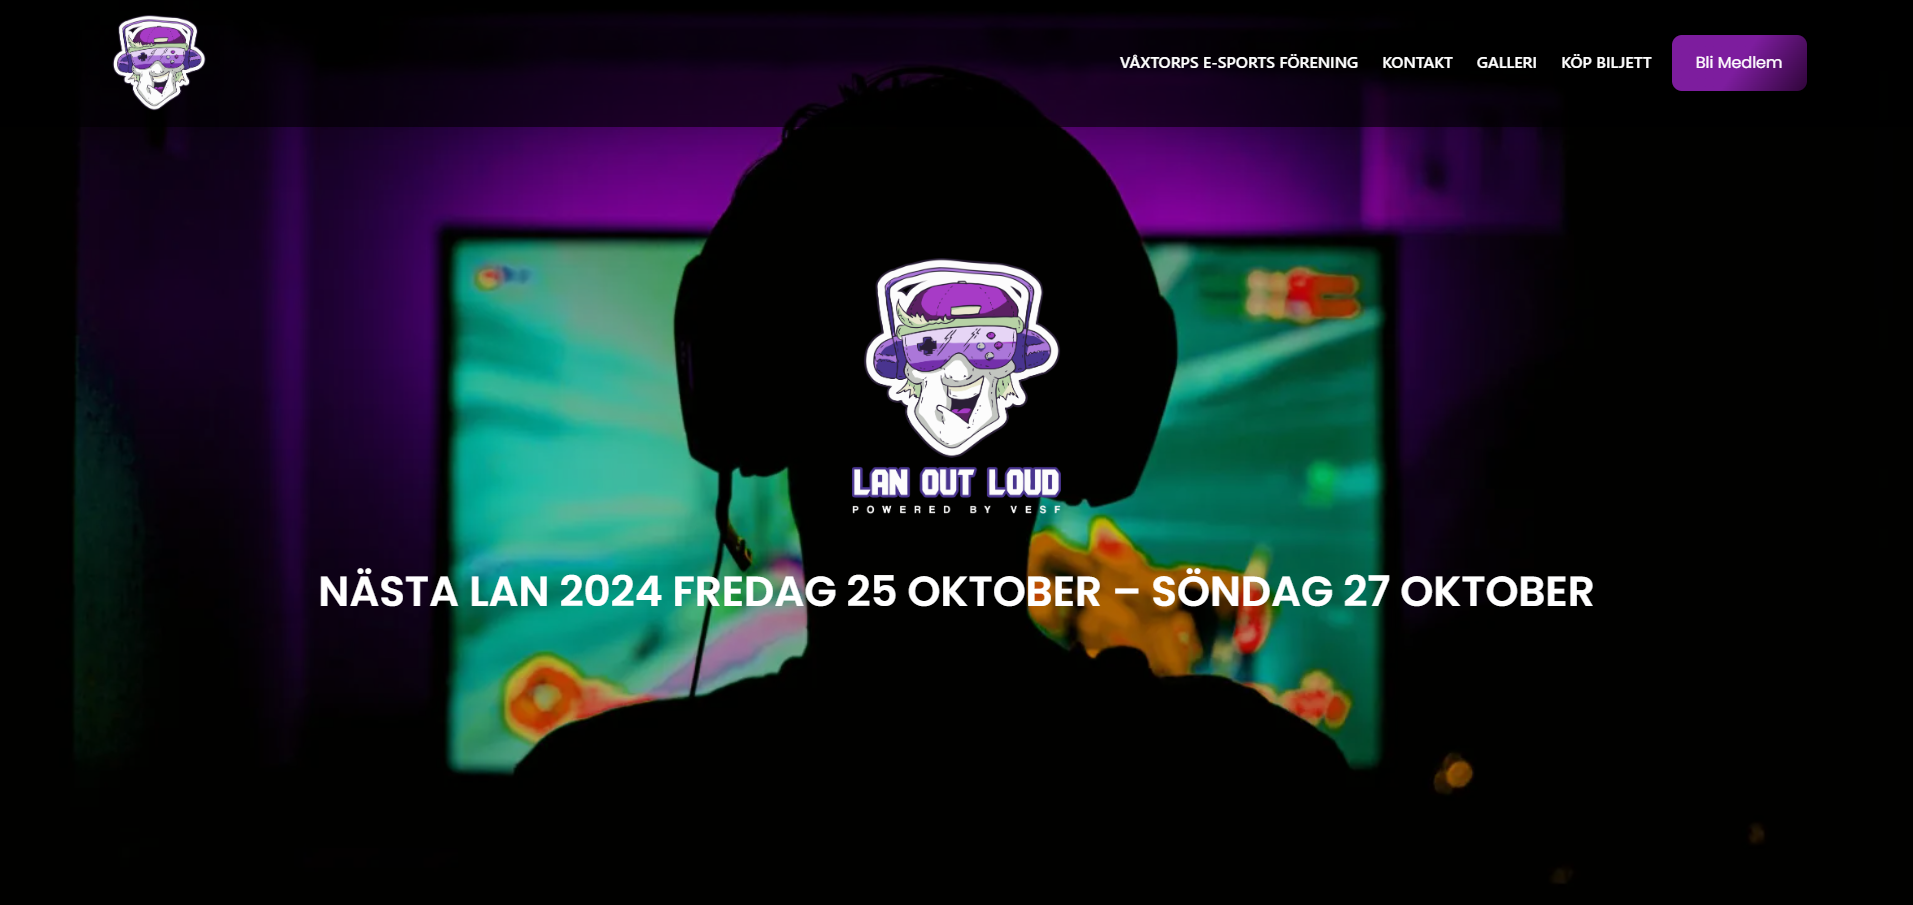 VÅXTORPS E-SPORTS FÖRENING
KONTAKT
GALLERI
KÖP BILJETT
Bli Medlem
LAN OUT LOUD
POWERED BY VESF
NÄSTA LAN 2024 FREDAG 25 OKTOBER – SÖNDAG 27 OKTOBER